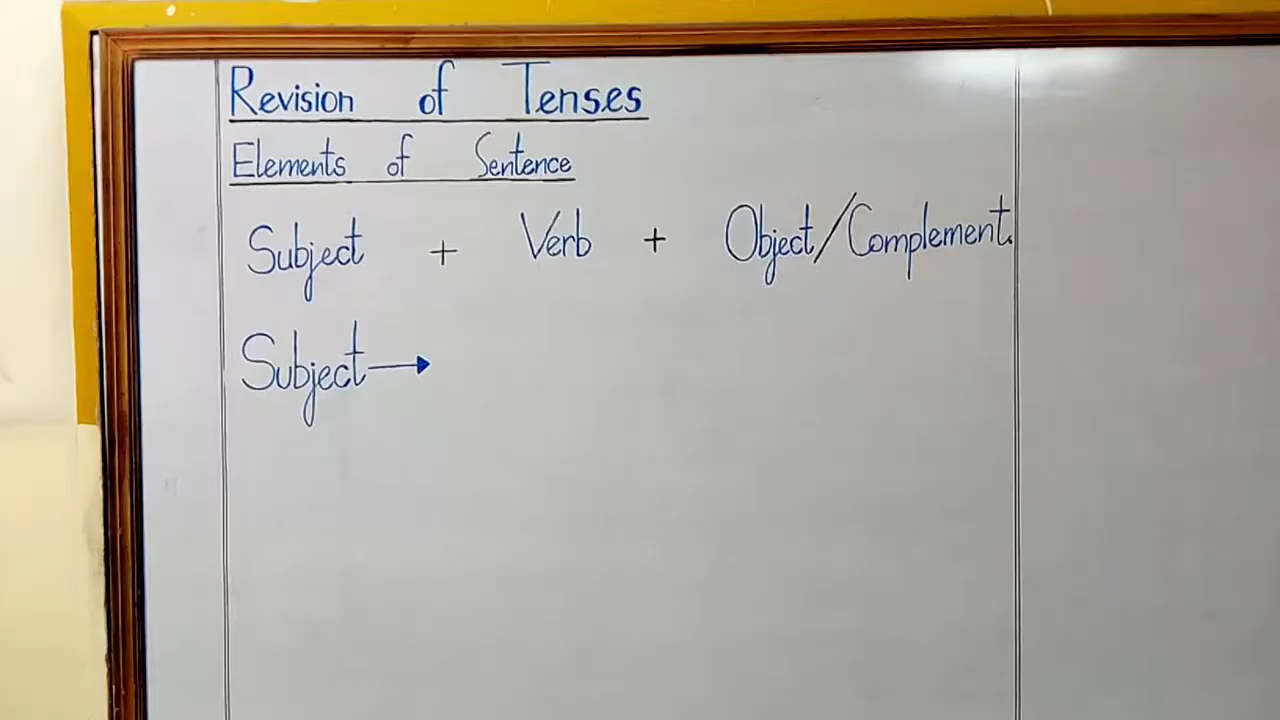 Revision of Tenses
Elements of Sentence
Subject + Verb + Object/Complement.
Subject→